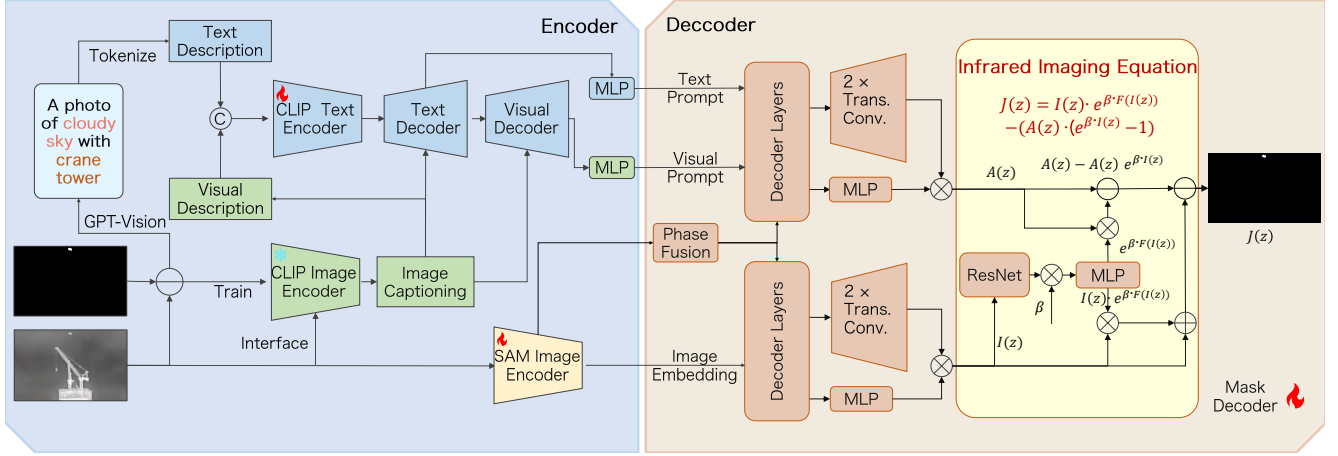 Encoder
Deccoder
Text
Description
Tokenize
A photo
of cloudy
sky with
crane
tower
C
CLIP Text
Encoder
Text
Decoder
Visual
Decoder
MLP
MLP
Visual
Description
GPT-Vision
Train
CLIP Image
Encoder
Image
Captioning
Interface
SAM Image
Encoder
Text
Prompt
Visual
Prompt
Phase
Fusion
Image
Embedding
Decoder Layers
2 ×
Trans.
Conv.
MLP
Decoder Layers
2 ×
Trans.
Conv.
MLP
Infrared Imaging Equation
J(z) = I(z)· e^{β·F(I(z))}
−(A(z) ·(e^{β·I(z)} −1)
A(z)
A(z) − A(z) e^{β·I(z)}
e^{β·F(I(z))}
ResNet
MLP
β
I(z)· e^{β·F(I(z))}
I(z)
J(z)
Mask
Decoder